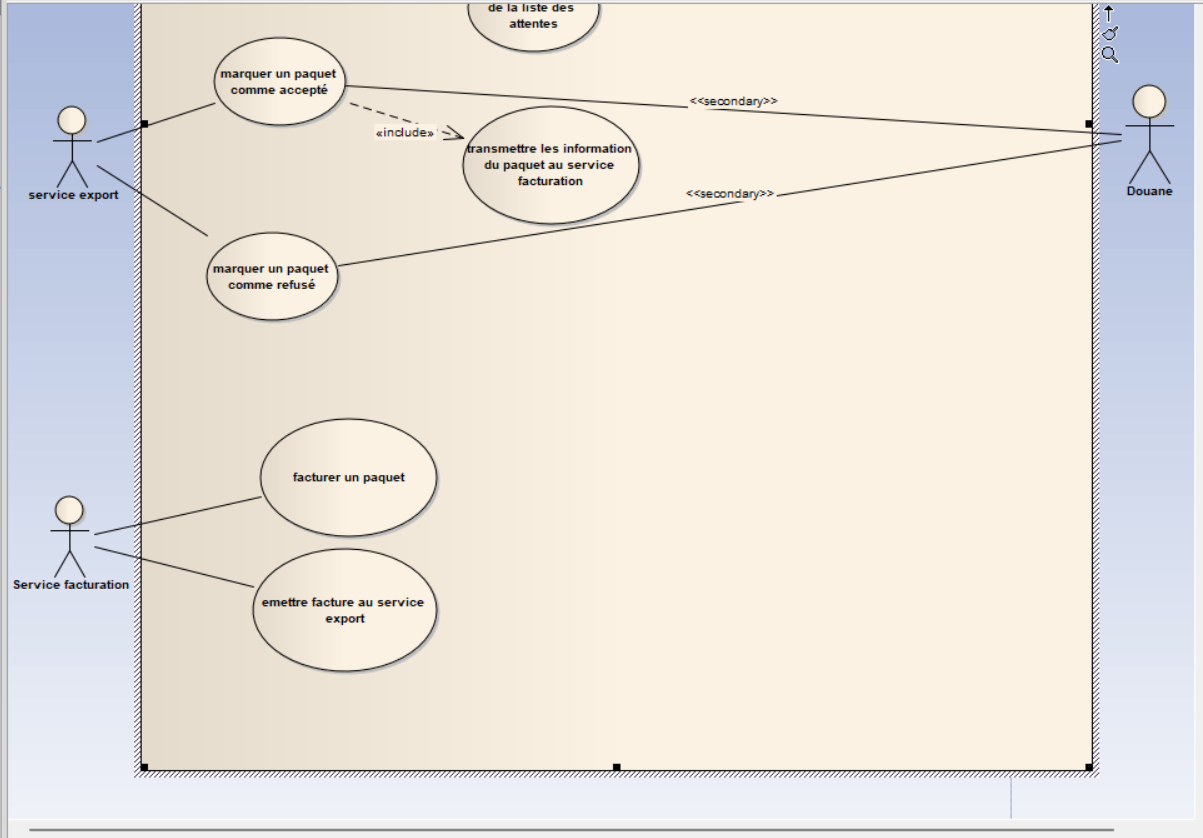 de la liste des
attentes
marquer un paquet
comme accepté
<<secondary>>
«include»
transmettre les information
du paquet au service
facturation
service export
Douane
<<secondary>>
marquer un paquet
comme refusé
facturer un paquet
Service facturation
emettre facture au service
export